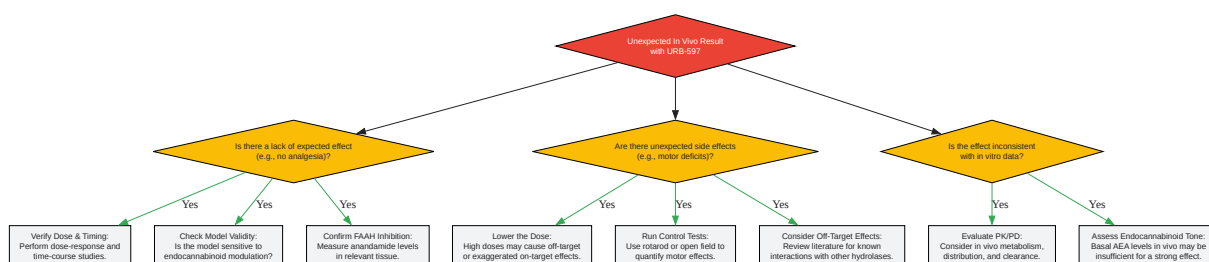 Unexpected In Vivo Result
with URB-597
Is there a lack of expected effect
(e.g., no analgesia)?
Are there unexpected side effects
(e.g., motor deficits)?
Is the effect inconsistent
with in vitro data?
Yes
Yes
Yes
Yes
Yes
Yes
Yes
Yes
Verify Dose & Timing:
Perform dose-response and
time-course studies.
Check Model Validity:
Is the model sensitive to
endocannabinoid modulation?
Confirm FAAH Inhibition:
Measure anandamide levels
in relevant tissue.
Lower the Dose:
High doses may cause off-target
or exaggerated on-target effects.
Run Control Tests:
Use rotarod or open field to
quantify motor effects.
Consider Off-Target Effects:
Review literature for known
interactions with other hydrolases.
Evaluate PK/PD:
Consider in vivo metabolism,
distribution, and clearance.
Assess Endocannabinoid Tone:
Basal AEA levels in vivo may be
insufficient for a strong effect.